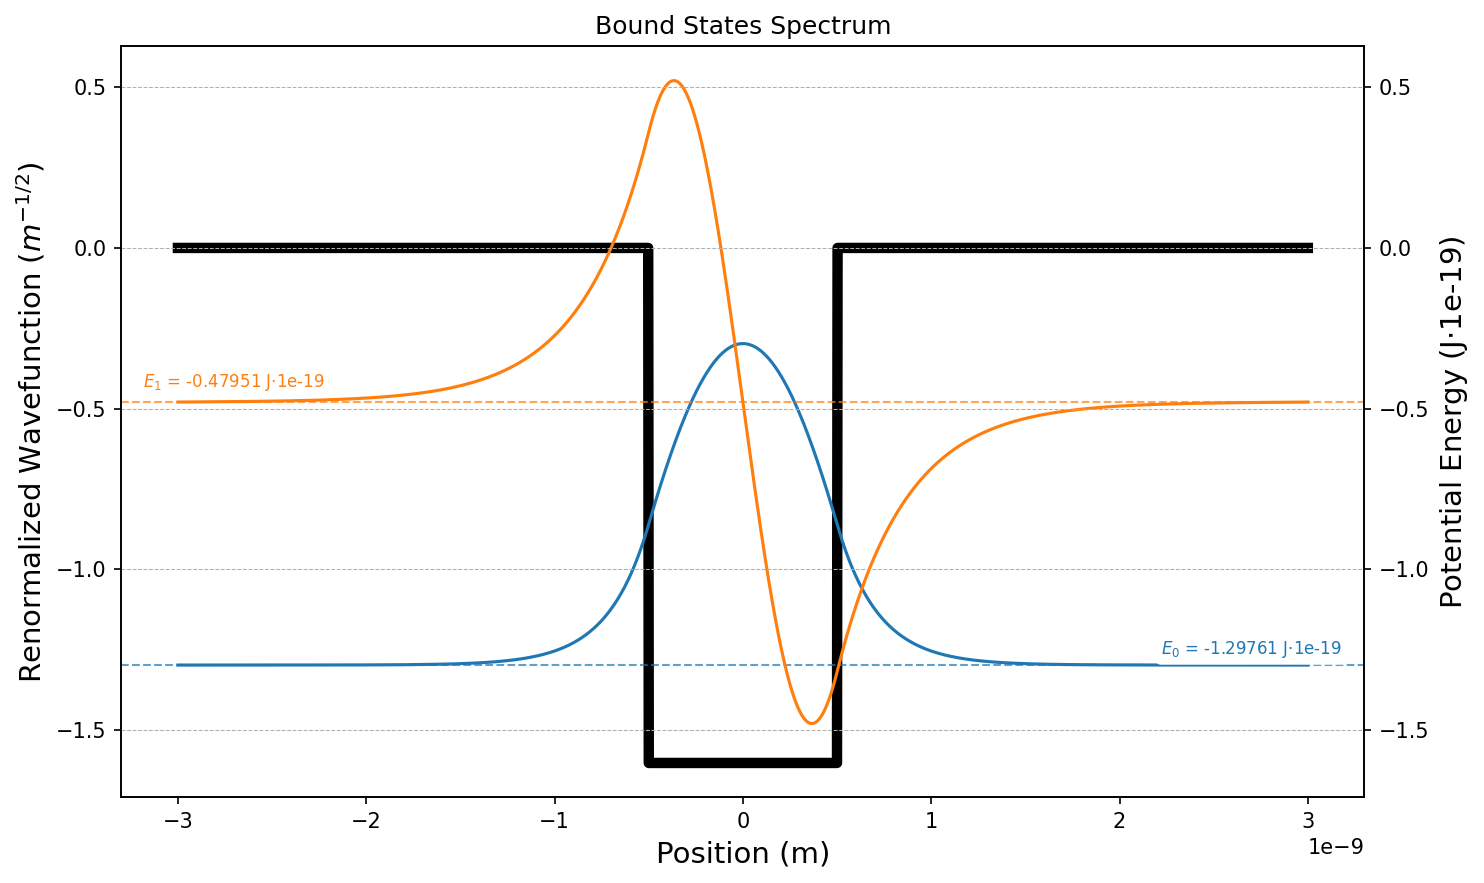 Bound States Spectrum
Renormalized Wavefunction ($m^{-1/2}$)
0.5
0.0
−0.5
−1.0
−1.5
$E_1$ = -0.47951 J·1e-19
$E_0$ = -1.29761 J·1e-19
0.5
0.0
−0.5
−1.0
−1.5
Potential Energy (J·1e-19)
−3
−2
−1
0
1
2
3
1e−9
Position (m)